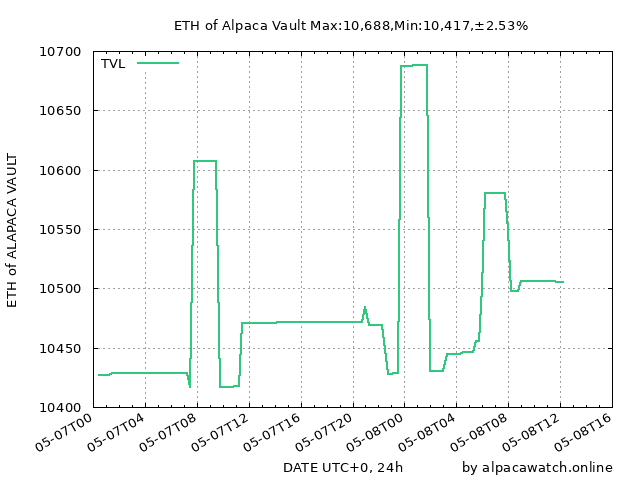 ETH of Alpaca Vault Max:10,688,Min:10,417,±2.53%
TVL
10700
10650
10600
10550
10500
10450
10400
ETH of ALAPACA VAULT
05-07T00
05-07T04
05-07T08
05-07T12
05-07T16
05-07T20
05-08T00
05-08T04
05-08T08
05-08T12
05-08T16
DATE UTC+0, 24h
by alpacawatch.online